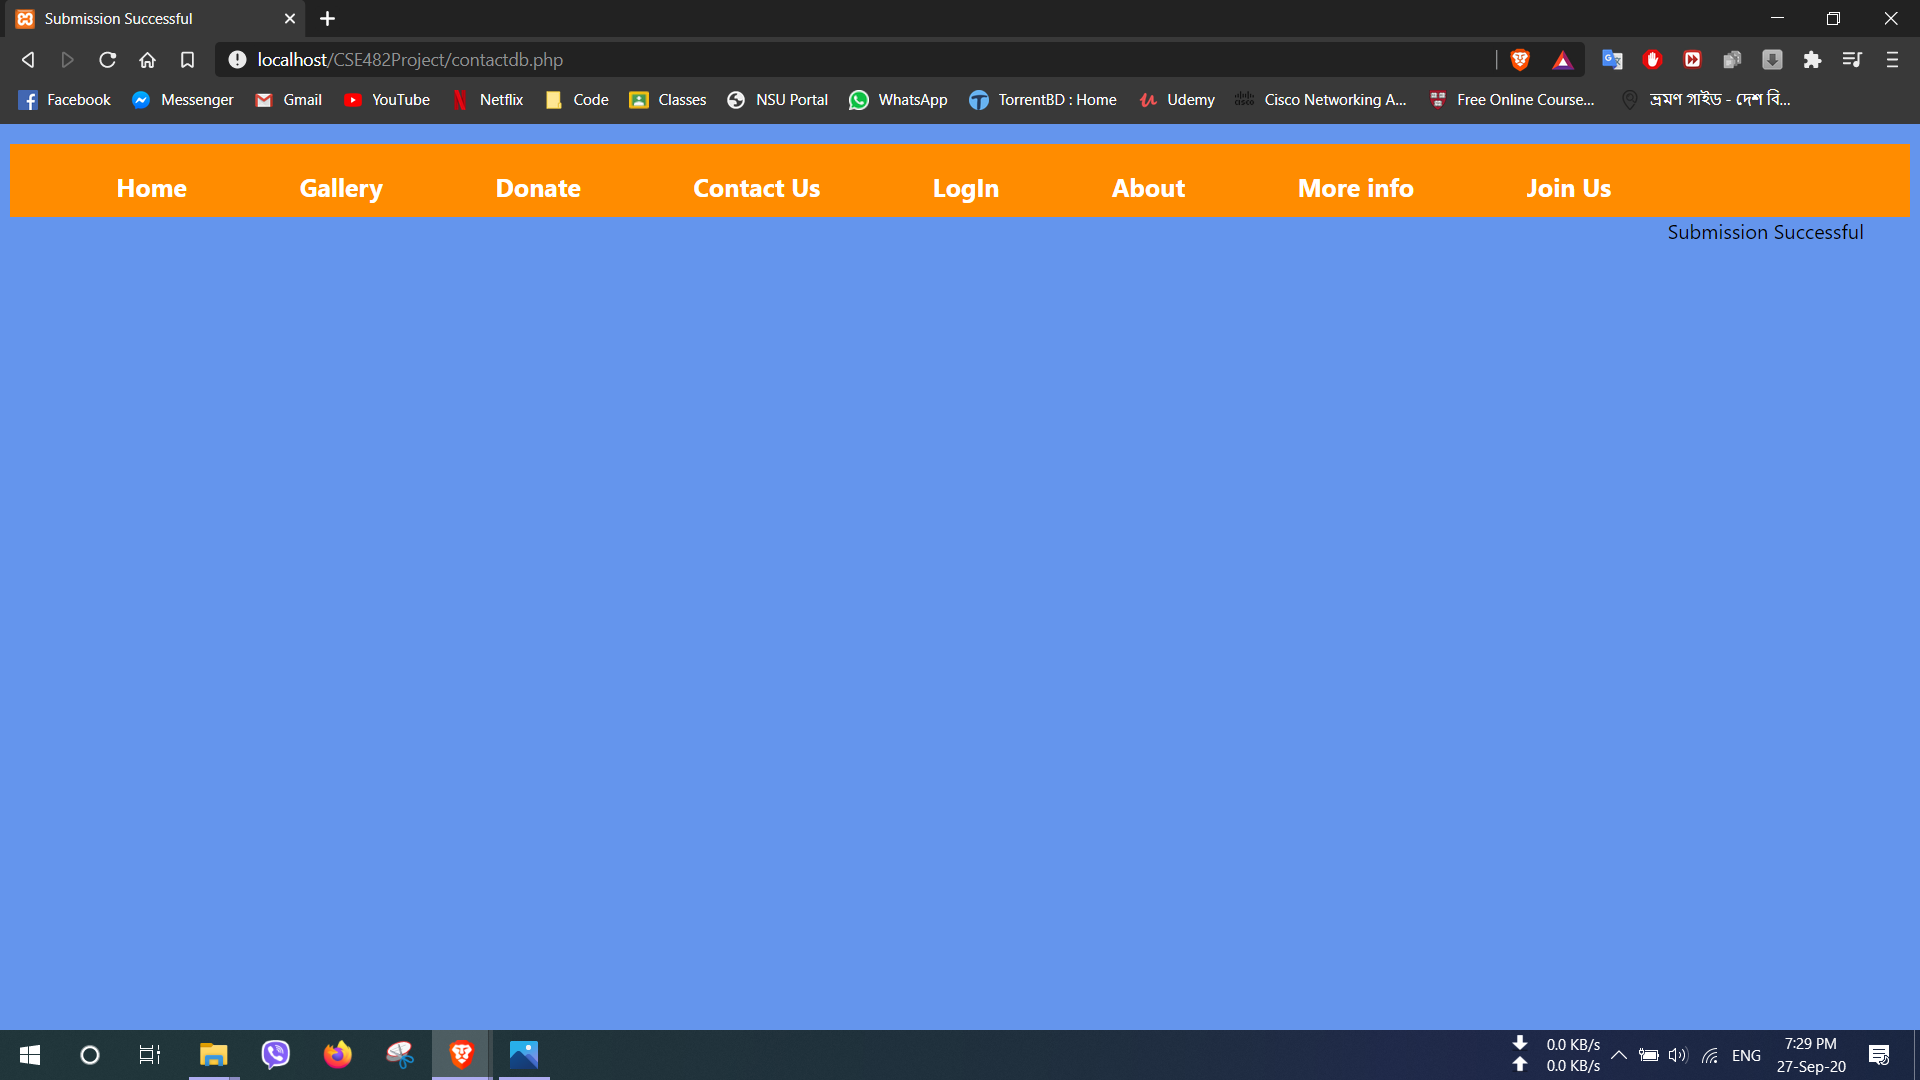 Submission Successful
localhost/CSE482Project/contactdb.php
Facebook Messenger Gmail YouTube Netflix Code Classes NSU Portal WhatsApp TorrentBD : Home Udemy Cisco Networking A... Free Online Course... ভ্রমণ গাইড - দেশ বি...
Home Gallery Donate Contact Us LogIn About More info Join Us
Submission Successful
0.0 KB/s
0.0 KB/s
ENG
7:29 PM
27-Sep-20